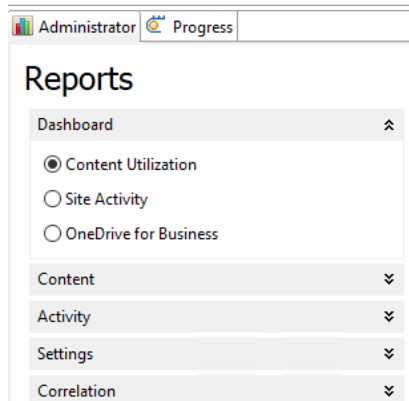 Administrator Progress
Reports
Dashboard
Content Utilization
Site Activity
OneDrive for Business
Content
Activity
Settings
Correlation